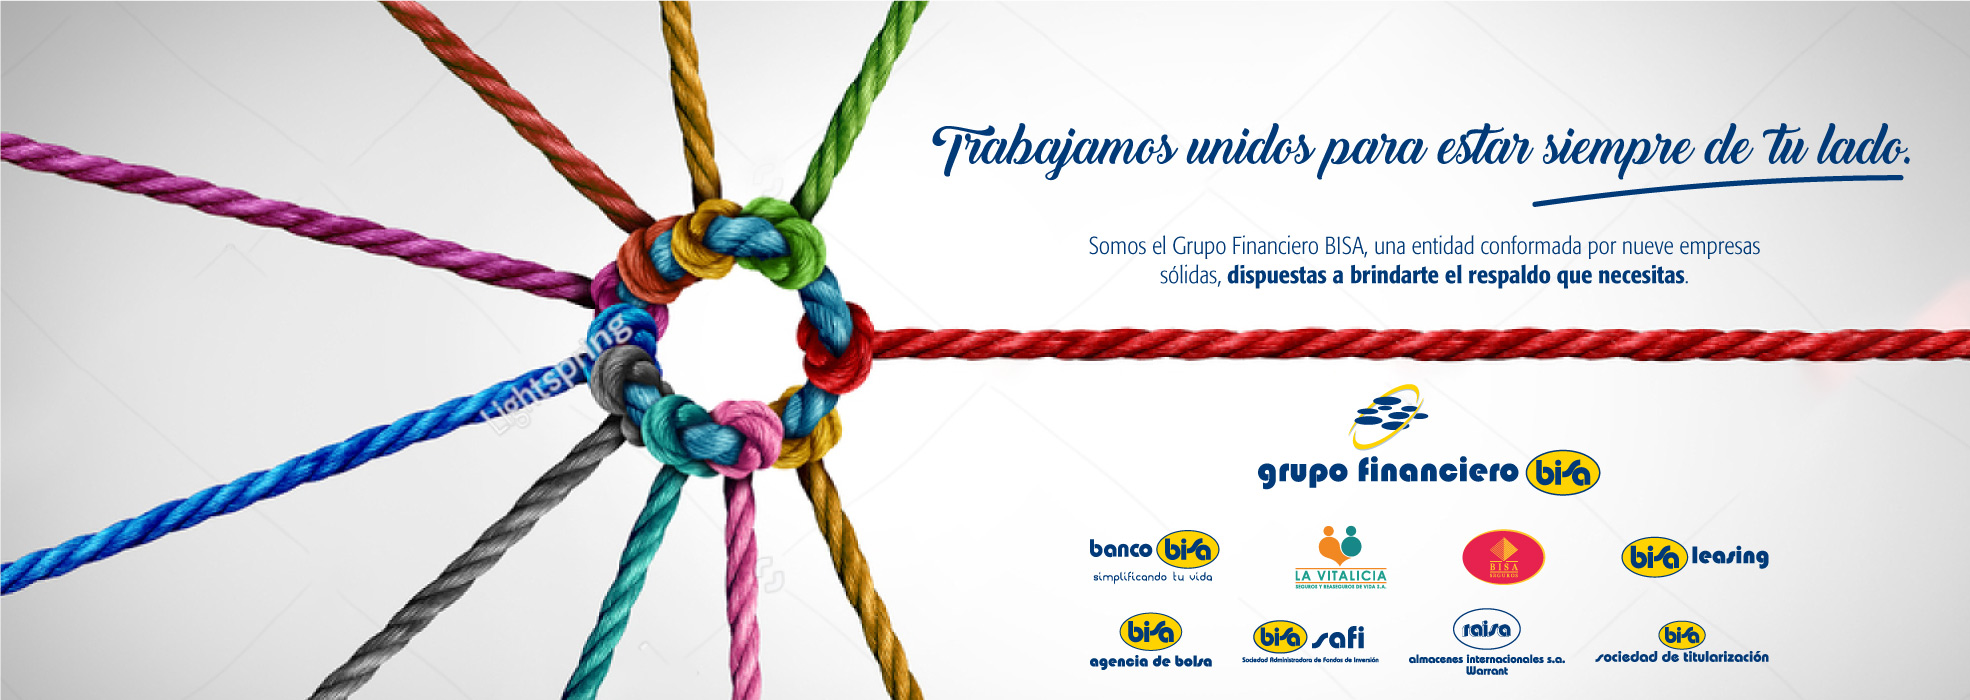 Trabajamos unidos para estar siempre de tu lado.
Somos el Grupo Financiero BISA, una entidad conformada por nueve empresas
sólidas, dispuestas a brindarte el respaldo que necesitas.
Lightspring
grupo financiero bisa
banco bisa
simplificando tu vida
LA VITALICIA
SEGUROS Y REASEGUROS DE VIDA S.A.
BISA
SEGUROS
bisa leasing
bisa
agencia de bolsa
bisa safi
Sociedad Administradora de Fondos de Inversión
raisa
almacenes internacionales s.a.
Warrant
bisa
sociedad de titularización